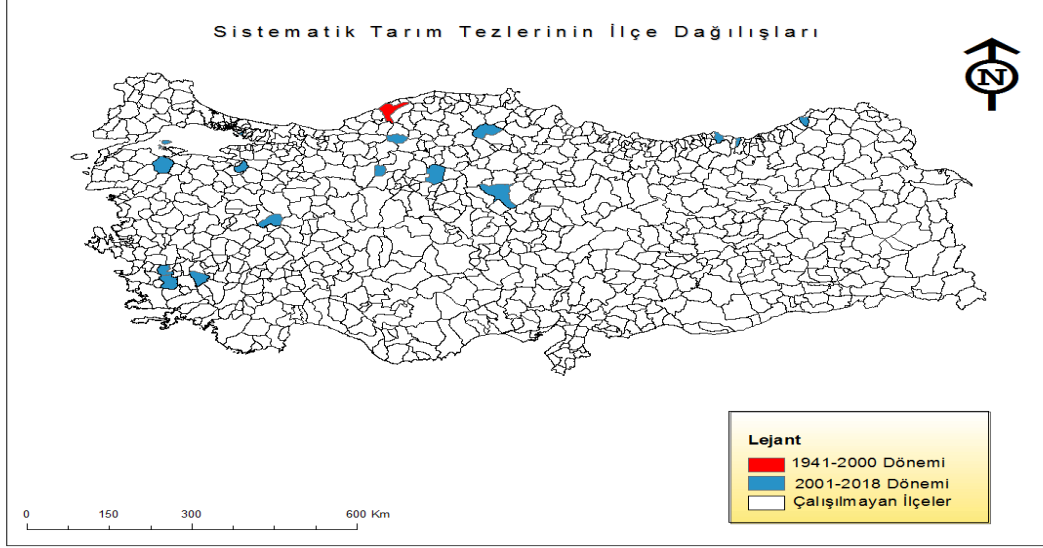 Sistematik Tarım Tezlerinin İlçe Dağılışları
N
Lejant
1941-2000 Dönemi
2001-2018 Dönemi
Çalışılmayan İlçeler
0 150 300 600 Km